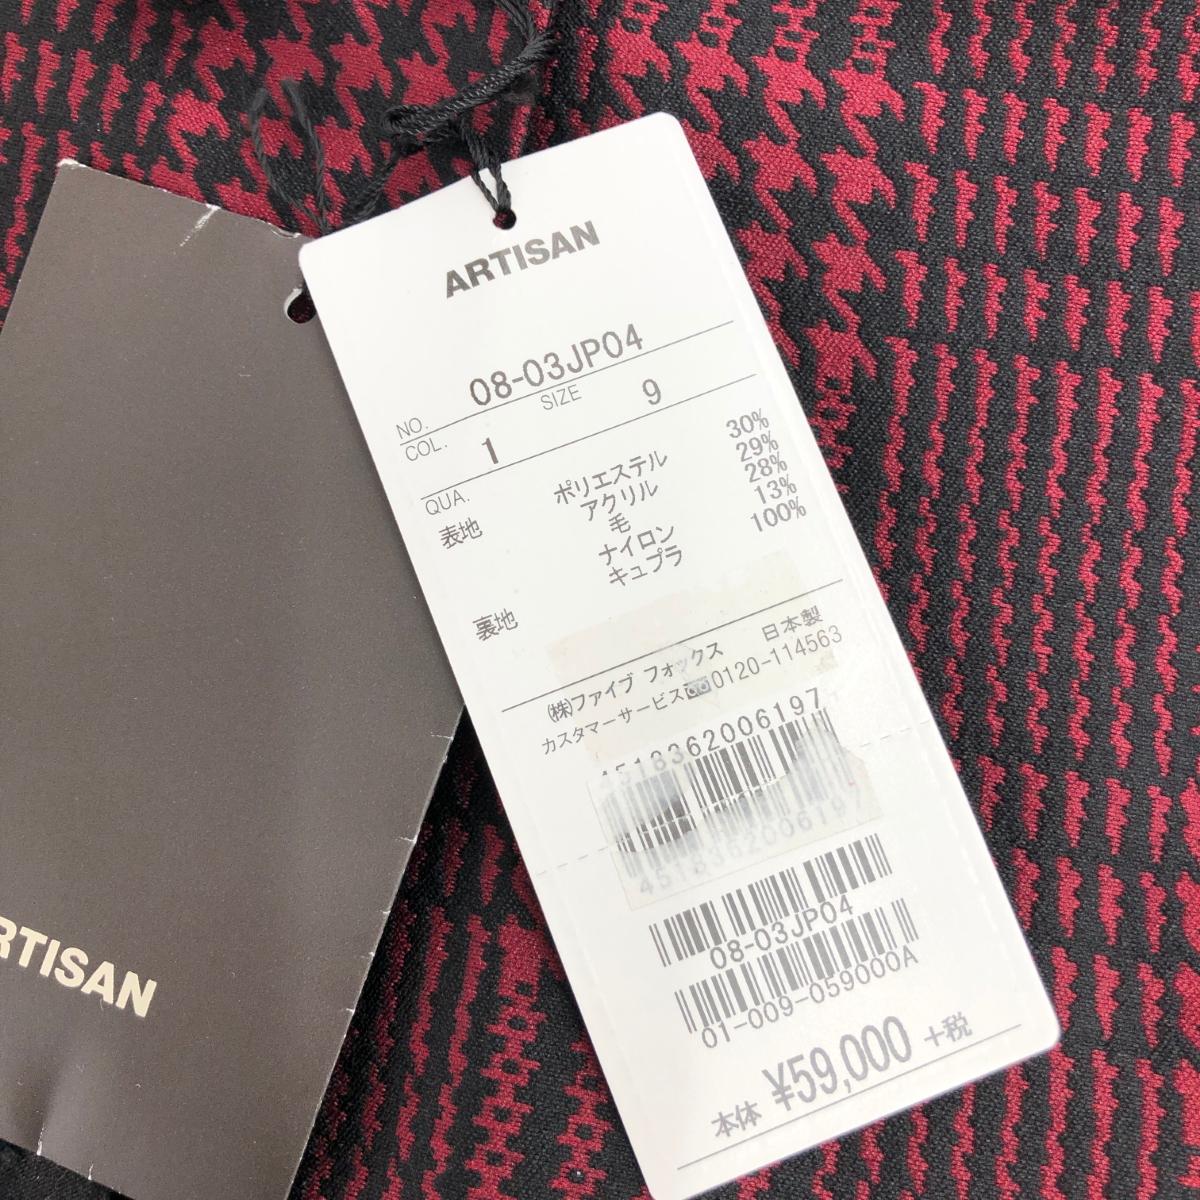 ARTISAN
NO. 08-03JP04
COL. 1 SIZE 9
QUA.
表地 ポリエステル 30%
アクリル 29%
毛 28%
ナイロン 13%
裏地 キュプラ 100%
㈱ファイブ フォックス 日本製
カスタマーサービス 0120-114563
4518362006197
4518362006197
08-03JP04
01-009-059000A
本体 ¥59,000 +税
RTISAN